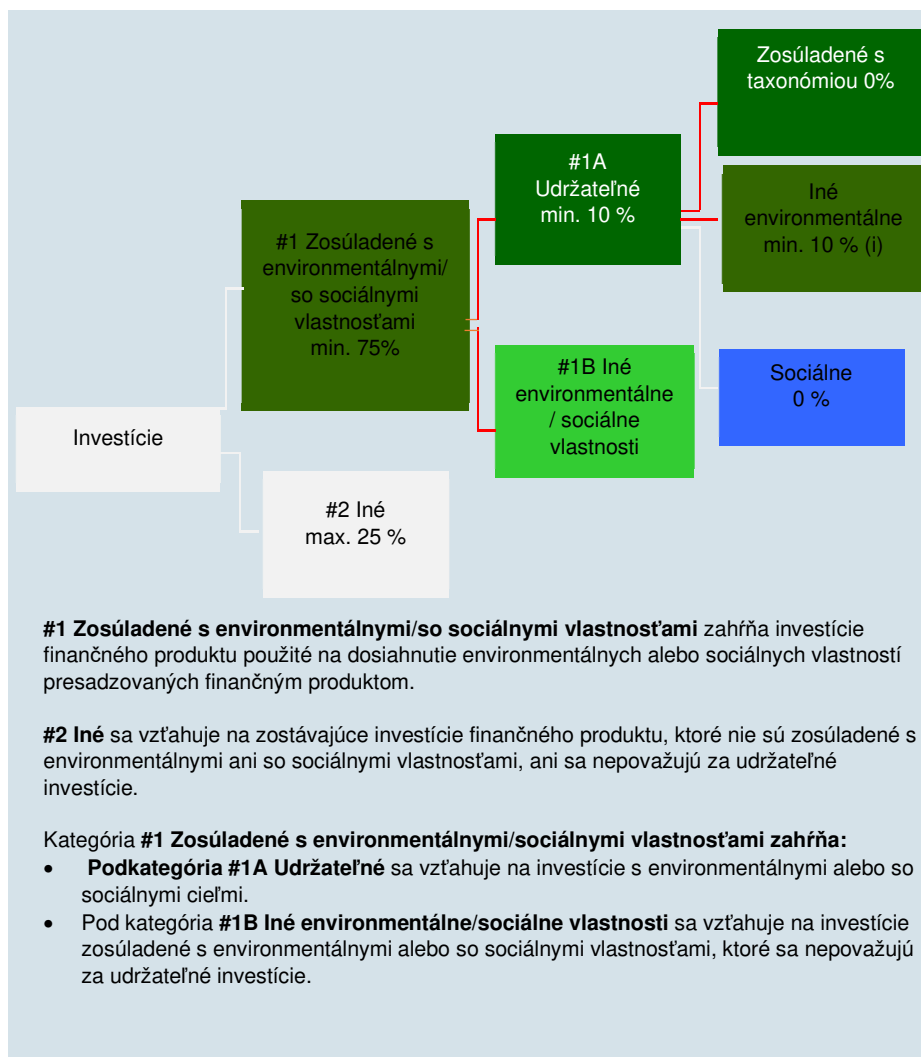 Zosúladené s
taxonómiou 0%
#1A
Udržateľné
min. 10 %
Iné
environmentálne
min. 10 % (i)
#1 Zosúladené s
environmentálnymi/
so sociálnymi
vlastnosťami
min. 75%
#1B Iné
environmentálne
/ sociálne
vlastnosti
Sociálne
0 %
Investície
#2 Iné
max. 25 %
#1 Zosúladené s environmentálnymi/so sociálnymi vlastnosťami zahŕňa investície
finančného produktu použité na dosiahnutie environmentálnych alebo sociálnych vlastností
presadzovaných finančným produktom.
#2 Iné sa vzťahuje na zostávajúce investície finančného produktu, ktoré nie sú zosúladené s
environmentálnymi ani so sociálnymi vlastnosťami, ani sa nepovažujú za udržateľné
investície.
Kategória #1 Zosúladené s environmentálnymi/sociálnymi vlastnosťami zahŕňa:
• Podkategória #1A Udržateľné sa vzťahuje na investície s environmentálnymi alebo so
sociálnymi cieľmi.
• Pod kategória #1B Iné environmentálne/sociálne vlastnosti sa vzťahuje na investície
zosúladené s environmentálnymi alebo so sociálnymi vlastnosťami, ktoré sa nepovažujú
za udržateľné investície.